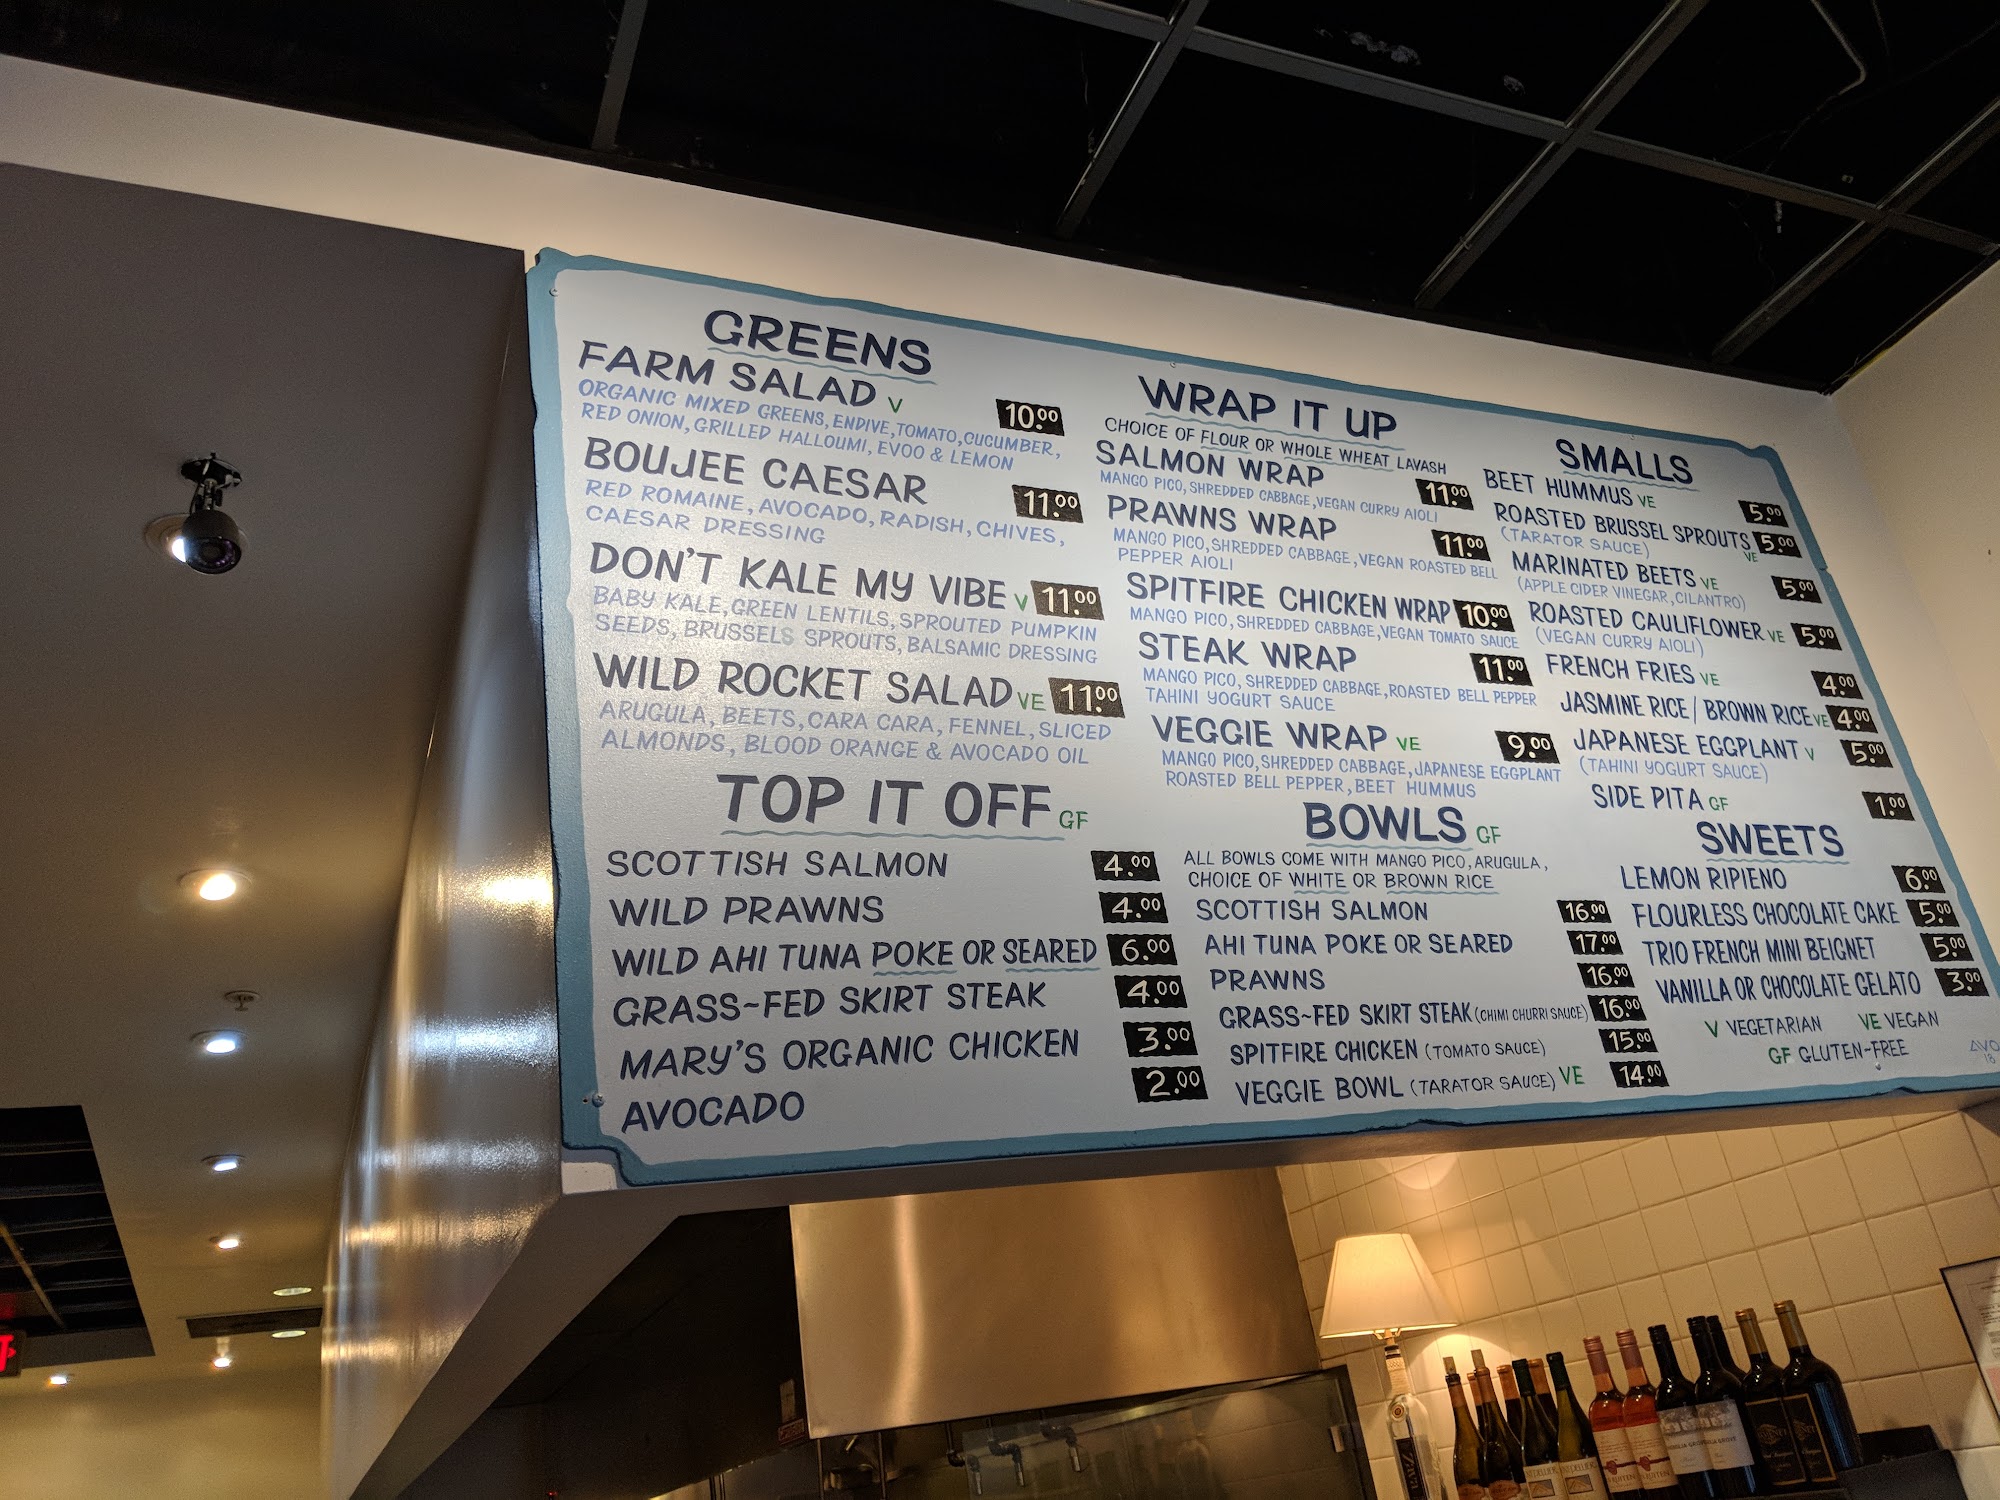 GREENS
FARM SALAD V 10.00
ORGANIC MIXED GREENS, ENDIVE, TOMATO, CUCUMBER,
RED ONION, GRILLED HALLOUMI, EVOO & LEMON
BOUJEE CAESAR 11.00
RED ROMAINE, AVOCADO, RADISH, CHIVES,
CAESAR DRESSING
DON'T KALE MY VIBE V 11.00
BABY KALE, GREEN LENTILS, SPROUTED PUMPKIN
SEEDS, BRUSSELS SPROUTS, BALSAMIC DRESSING
WILD ROCKET SALAD VE 11.00
ARUGULA, BEETS, CARA CARA, FENNEL, SLICED
ALMONDS, BLOOD ORANGE & AVOCADO OIL
TOP IT OFF GF
SCOTTISH SALMON 4.00
WILD PRAWNS 4.00
WILD AHI TUNA POKE OR SEARED 6.00
GRASS~FED SKIRT STEAK 4.00
MARY'S ORGANIC CHICKEN 3.00
AVOCADO 2.00
WRAP IT UP
CHOICE OF FLOUR OR WHOLE WHEAT LAVASH
SALMON WRAP 11.00
MANGO PICO, SHREDDED CABBAGE, VEGAN CURRY AIOLI
PRAWNS WRAP 11.00
MANGO PICO, SHREDDED CABBAGE, VEGAN ROASTED BELL
PEPPER AIOLI
SPITFIRE CHICKEN WRAP 10.00
MANGO PICO, SHREDDED CABBAGE, VEGAN TOMATO SAUCE
STEAK WRAP 11.00
MANGO PICO, SHREDDED CABBAGE, ROASTED BELL PEPPER
TAHINI YOGURT SAUCE
VEGGIE WRAP VE 9.00
MANGO PICO, SHREDDED CABBAGE, JAPANESE EGGPLANT
ROASTED BELL PEPPER, BEET HUMMUS
BOWLS GF
ALL BOWLS COME WITH MANGO PICO, ARUGULA,
CHOICE OF WHITE OR BROWN RICE
SCOTTISH SALMON 16.00
AHI TUNA POKE OR SEARED 17.00
PRAWNS 16.00
GRASS~FED SKIRT STEAK (CHIMI CHURRI SAUCE) 16.00
SPITFIRE CHICKEN (TOMATO SAUCE) 15.00
VEGGIE BOWL (TARATOR SAUCE) VE 14.00
SMALLS
BEET HUMMUS VE 5.00
ROASTED BRUSSEL SPROUTS VE 5.00
(TARATOR SAUCE)
MARINATED BEETS VE 5.00
(APPLE CIDER VINEGAR, CILANTRO)
ROASTED CAULIFLOWER VE 5.00
(VEGAN CURRY AIOLI)
FRENCH FRIES VE 4.00
JASMINE RICE / BROWN RICE VE 4.00
JAPANESE EGGPLANT V 5.00
(TAHINI YOGURT SAUCE)
SIDE PITA GF 1.00
SWEETS
LEMON RIPIENO 6.00
FLOURLESS CHOCOLATE CAKE 5.00
TRIO FRENCH MINI BEIGNET 5.00
VANILLA OR CHOCOLATE GELATO 3.00
V VEGETARIAN VE VEGAN
GF GLUTEN~FREE